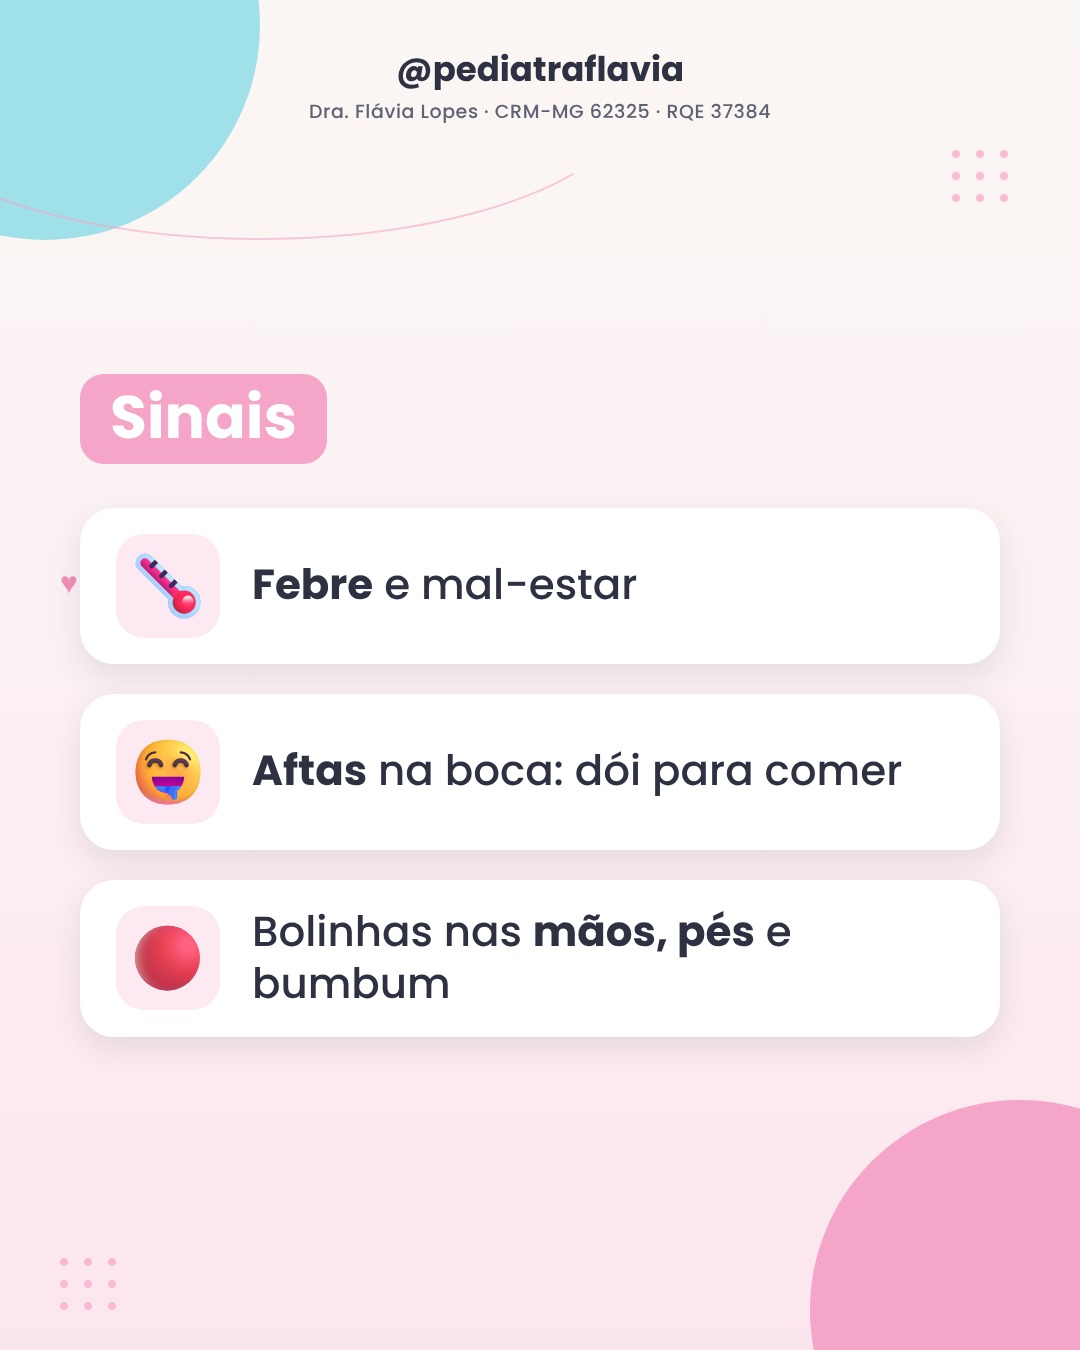 @pediatraflavia
Dra. Flávia Lopes · CRM-MG 62325 · RQE 37384
Sinais
Febre e mal-estar
Aftas na boca: dói para comer
Bolinhas nas mãos, pés e
bumbum